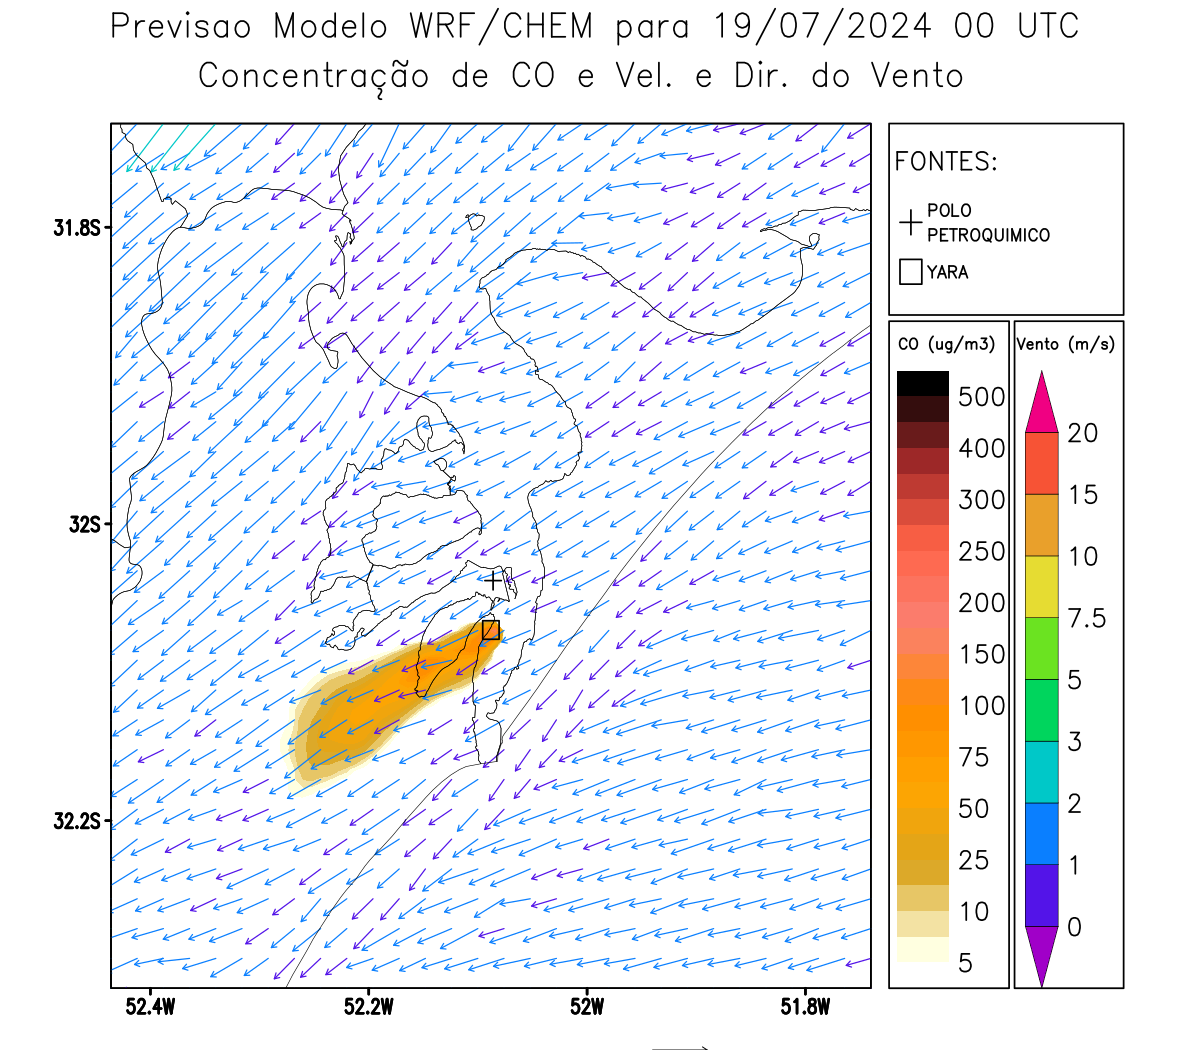 Previsao Modelo WRF/CHEM para 19/07/2024 00 UTC
Concentração de CO e Vel. e Dir. do Vento
FONTES:
POLO
PETROQUIMICO
YARA
CO (ug/m3)
500
400
300
250
200
150
100
75
50
25
10
5
Vento (m/s)
20
15
10
7.5
5
3
2
1
0
31.8S
32S
32.2S
52.4W
52.2W
52W
51.8W